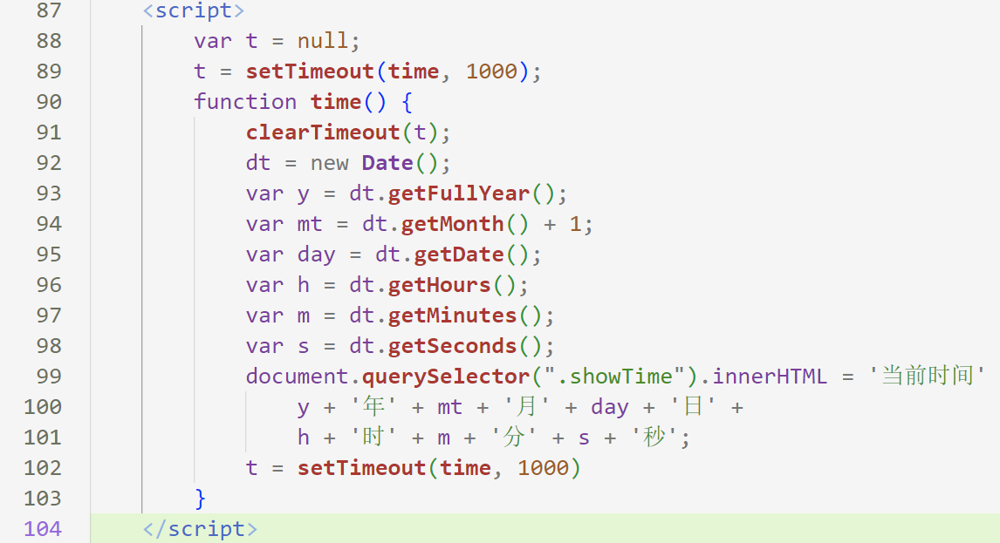 87 <script>
88 var t = null;
89 t = setTimeout(time, 1000);
90 function time() {
91 clearTimeout(t);
92 dt = new Date();
93 var y = dt.getFullYear();
94 var mt = dt.getMonth() + 1;
95 var day = dt.getDate();
96 var h = dt.getHours();
97 var m = dt.getMinutes();
98 var s = dt.getSeconds();
99 document.querySelector(".showTime").innerHTML = '当前时间'
100 y + '年' + mt + '月' + day + '日' +
101 h + '时' + m + '分' + s + '秒';
102 t = setTimeout(time, 1000)
103 }
104 </script>